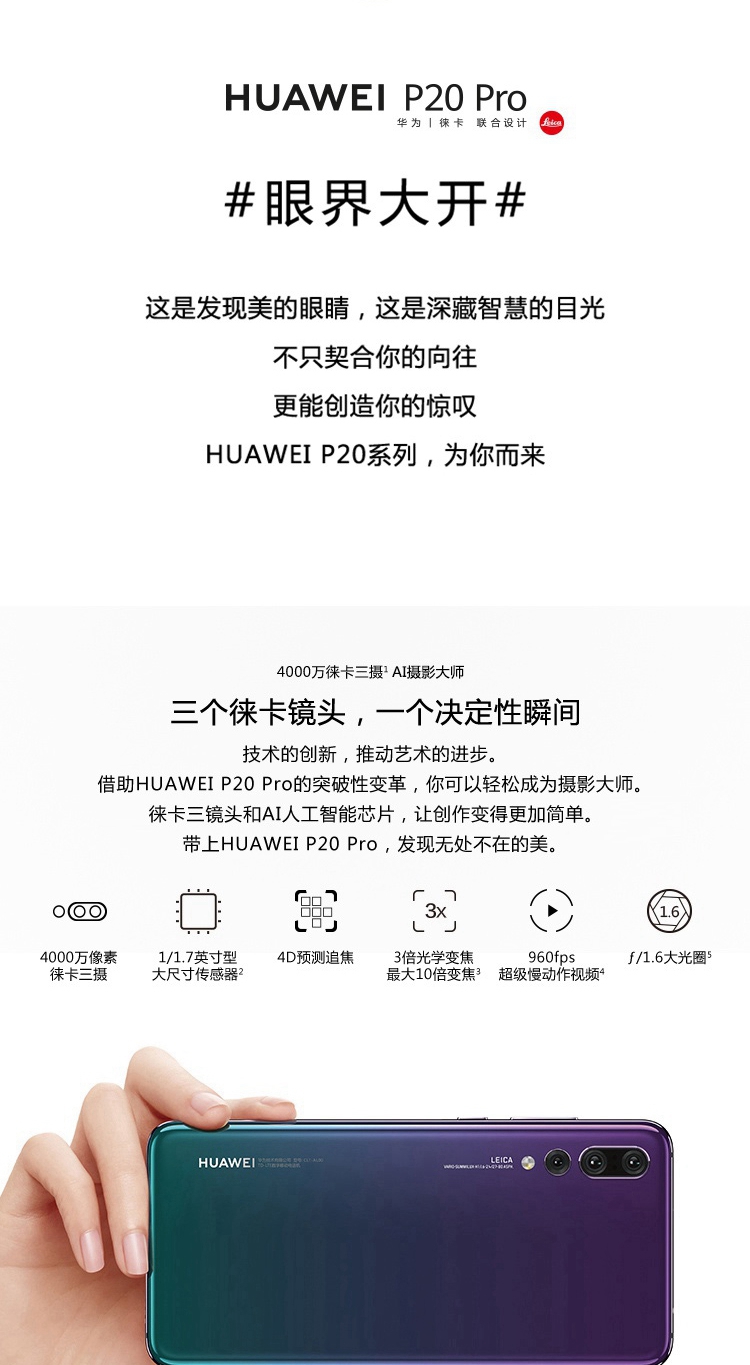 HUAWEI P20 Pro
华为 | 徕卡 联合设计
Leica
#眼界大开#
这是发现美的眼睛，这是深藏智慧的目光
不只契合你的向往
更能创造你的惊叹
HUAWEI P20系列，为你而来
4000万徕卡三摄¹ AI摄影大师
三个徕卡镜头，一个决定性瞬间
技术的创新，推动艺术的进步。
借助HUAWEI P20 Pro的突破性变革，你可以轻松成为摄影大师。
徕卡三镜头和AI人工智能芯片，让创作变得更加简单。
带上HUAWEI P20 Pro，发现无处不在的美。
3x
1.6
4000万像素
徕卡三摄
1/1.7英寸型
大尺寸传感器²
4D预测追焦
3倍光学变焦
最大10倍变焦³
960fps
超级慢动作视频⁴
ƒ/1.6大光圈⁵
HUAWEI
LEICA